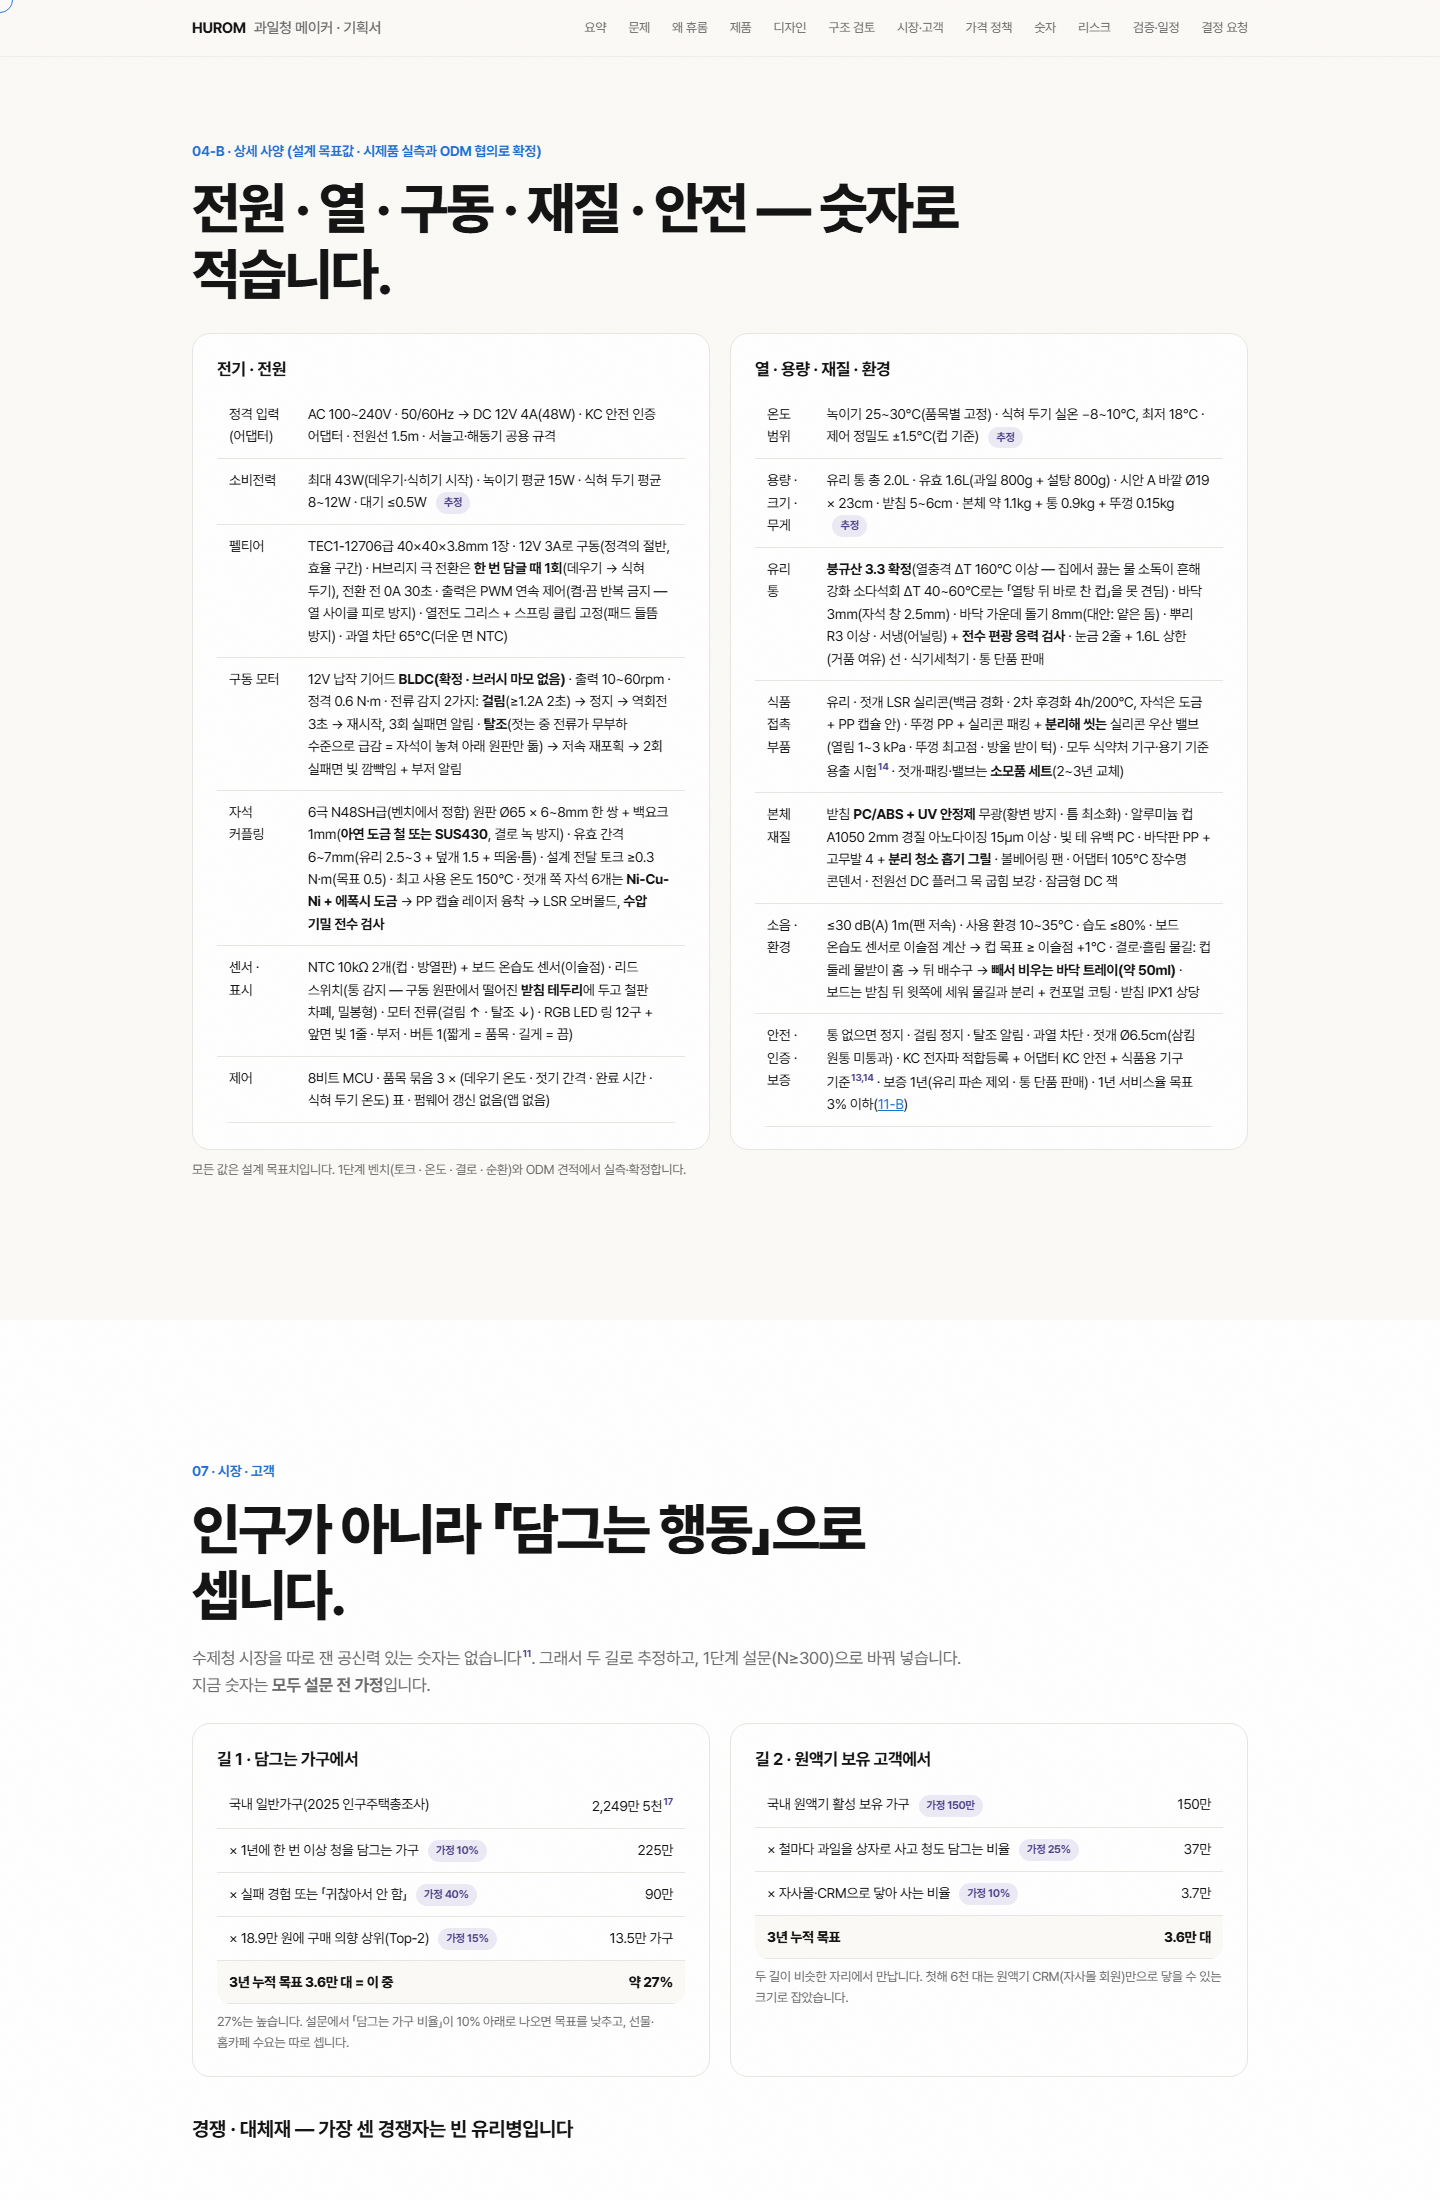 HUROM 과일청 메이커 · 기획서
요약 문제 왜 휴롬 제품 디자인 구조 검토 시장·고객 가격 정책 숫자 리스크 검증·일정 결정 요청
04-B · 상세 사양 (설계 목표값 · 시제품 실측과 ODM 협의로 확정)
전원 · 열 · 구동 · 재질 · 안전 — 숫자로
적습니다.
전기 · 전원
정격 입력
(어댑터)
AC 100~240V · 50/60Hz → DC 12V 4A(48W) · KC 안전 인증
어댑터 · 전원선 1.5m · 서늘고·해동기 공용 규격
소비전력
최대 43W(데우기·식히기 시작) · 녹이기 평균 15W · 식혀 두기 평균
8~12W · 대기 ≤0.5W 추정
펠티어
TEC1-12706급 40×40×3.8mm 1장 · 12V 3A로 구동(정격의 절반,
효율 구간) · H브리지 극 전환은 한 번 담글 때 1회(데우기 → 식혀
두기), 전환 전 0A 30초 · 출력은 PWM 연속 제어(켬·끔 반복 금지 —
열 사이클 피로 방지) · 열전도 그리스 + 스프링 클립 고정(패드 들뜸
방지) · 과열 차단 65°C(더운 면 NTC)
구동 모터
12V 납작 기어드 BLDC(확정 · 브러시 마모 없음) · 출력 10~60rpm ·
정격 0.6 N·m · 전류 감지 2가지: 걸림(≥1.2A 2초) → 정지 → 역회전
3초 → 재시작, 3회 실패면 알림 · 탈조(젓는 중 전류가 무부하
수준으로 급감 = 자석이 놓쳐 아래 원판만 돎) → 저속 재포획 → 2회
실패면 빛 깜빡임 + 부저 알림
자석
커플링
6극 N48SH급(벤치에서 정함) 원판 Ø65 × 6~8mm 한 쌍 + 백요크
1mm(아연 도금 철 또는 SUS430, 결로 녹 방지) · 유효 간격
6~7mm(유리 2.5~3 + 덮개 1.5 + 띄움·틈) · 설계 전달 토크 ≥0.3
N·m(목표 0.5) · 최고 사용 온도 150°C · 젓개 쪽 자석 6개는 Ni-Cu-
Ni + 에폭시 도금 → PP 캡슐 레이저 융착 → LSR 오버몰드, 수압
기밀 전수 검사
센서 ·
표시
NTC 10kΩ 2개(컵 · 방열판) + 보드 온습도 센서(이슬점) · 리드
스위치(통 감지 — 구동 원판에서 떨어진 받침 테두리에 두고 철판
차폐, 밀봉형) · 모터 전류(걸림 ↑ · 탈조 ↓) · RGB LED 링 12구 +
앞면 빛 1줄 · 부저 · 버튼 1(짧게 = 품목 · 길게 = 끔)
제어
8비트 MCU · 품목 묶음 3 × (데우기 온도 · 젓기 간격 · 완료 시간 ·
식혀 두기 온도) 표 · 펌웨어 갱신 없음(앱 없음)
열 · 용량 · 재질 · 환경
온도
범위
녹이기 25~30°C(품목별 고정) · 식혀 두기 실온 −8~10°C, 최저 18°C ·
제어 정밀도 ±1.5°C(컵 기준) 추정
용량 ·
크기 ·
무게
유리 통 총 2.0L · 유효 1.6L(과일 800g + 설탕 800g) · 시안 A 바깥 Ø19
× 23cm · 받침 5~6cm · 본체 약 1.1kg + 통 0.9kg + 뚜껑 0.15kg
추정
유리
통
붕규산 3.3 확정(열충격 ΔT 160°C 이상 — 집에서 끓는 물 소독이 흔해
강화 소다석회 ΔT 40~60°C로는 「열탕 뒤 바로 찬 컵」을 못 견딤) · 바닥
3mm(자석 창 2.5mm) · 바닥 가운데 돌기 8mm(대안: 얕은 돔) · 뿌리
R3 이상 · 서냉(어닐링) + 전수 편광 응력 검사 · 눈금 2줄 + 1.6L 상한
(거품 여유) 선 · 식기세척기 · 통 단품 판매
식품
접촉
부품
유리 · 젓개 LSR 실리콘(백금 경화 · 2차 후경화 4h/200°C, 자석은 도금
+ PP 캡슐 안) · 뚜껑 PP + 실리콘 패킹 + 분리해 씻는 실리콘 우산 밸브
(열림 1~3 kPa · 뚜껑 최고점 · 방울 받이 턱) · 모두 식약처 기구·용기 기준
용출 시험14 · 젓개·패킹·밸브는 소모품 세트(2~3년 교체)
본체
재질
받침 PC/ABS + UV 안정제 무광(황변 방지 · 틈 최소화) · 알루미늄 컵
A1050 2mm 경질 아노다이징 15µm 이상 · 빛 테 유백 PC · 바닥판 PP +
고무발 4 + 분리 청소 흡기 그릴 · 볼베어링 팬 · 어댑터 105°C 장수명
콘덴서 · 전원선 DC 플러그 목 굽힘 보강 · 잠금형 DC 잭
소음 ·
환경
≤30 dB(A) 1m(팬 저속) · 사용 환경 10~35°C · 습도 ≤80% · 보드
온습도 센서로 이슬점 계산 → 컵 목표 ≥ 이슬점 +1°C · 결로·흘림 물길: 컵
둘레 물받이 홈 → 뒤 배수구 → 빼서 비우는 바닥 트레이(약 50ml) ·
보드는 받침 뒤 윗쪽에 세워 물길과 분리 + 컨포멀 코팅 · 받침 IPX1 상당
안전 ·
인증 ·
보증
통 없으면 정지 · 걸림 정지 · 탈조 알림 · 과열 차단 · 젓개 Ø6.5cm(삼킴
원통 미통과) · KC 전자파 적합등록 + 어댑터 KC 안전 + 식품용 기구
기준13,14 · 보증 1년(유리 파손 제외 · 통 단품 판매) · 1년 서비스율 목표
3% 이하(11-B)
모든 값은 설계 목표치입니다. 1단계 벤치(토크 · 온도 · 결로 · 순환)와 ODM 견적에서 실측·확정합니다.
07 · 시장 · 고객
인구가 아니라 「담그는 행동」으로
셉니다.
수제청 시장을 따로 잰 공신력 있는 숫자는 없습니다11. 그래서 두 길로 추정하고, 1단계 설문(N≥300)으로 바꿔 넣습니다.
지금 숫자는 모두 설문 전 가정입니다.
길 1 · 담그는 가구에서
국내 일반가구(2025 인구주택총조사) 2,249만 5천17
× 1년에 한 번 이상 청을 담그는 가구 가정 10% 225만
× 실패 경험 또는 「귀찮아서 안 함」 가정 40% 90만
× 18.9만 원에 구매 의향 상위(Top-2) 가정 15% 13.5만 가구
3년 누적 목표 3.6만 대 = 이 중 약 27%
27%는 높습니다. 설문에서 「담그는 가구 비율」이 10% 아래로 나오면 목표를 낮추고, 선물·
홈카페 수요는 따로 셉니다.
길 2 · 원액기 보유 고객에서
국내 원액기 활성 보유 가구 가정 150만 150만
× 철마다 과일을 상자로 사고 청도 담그는 비율 가정 25% 37만
× 자사몰·CRM으로 닿아 사는 비율 가정 10% 3.7만
3년 누적 목표 3.6만 대
두 길이 비슷한 자리에서 만납니다. 첫해 6천 대는 원액기 CRM(자사몰 회원)만으로 닿을 수 있는
크기로 잡았습니다.
경쟁 · 대체재 — 가장 센 경쟁자는 빈 유리병입니다